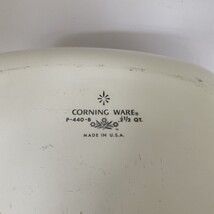 CORNING WARE®
P-440-B 2½ QT.
MADE IN U.S.A.